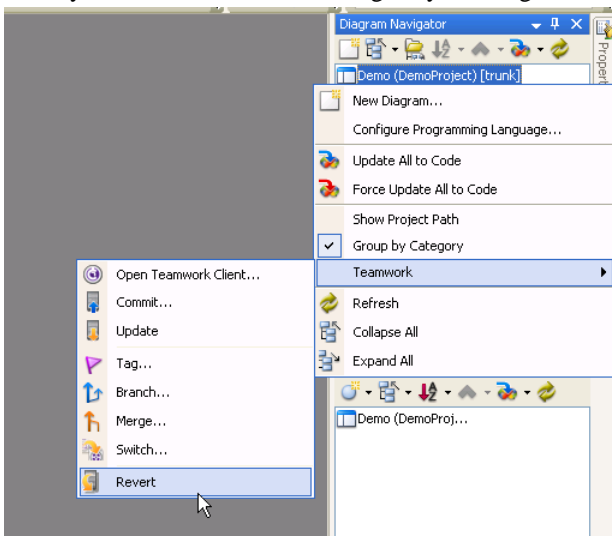 Diagram Navigator
Propert
Demo (DemoProject) [trunk]
New Diagram...
Configure Programming Language...
Update All to Code
Force Update All to Code
Show Project Path
Group by Category
Teamwork
Refresh
Collapse All
Expand All
Open Teamwork Client...
Commit...
Update
Tag...
Branch...
Merge...
Switch...
Revert
Demo (DemoProj...